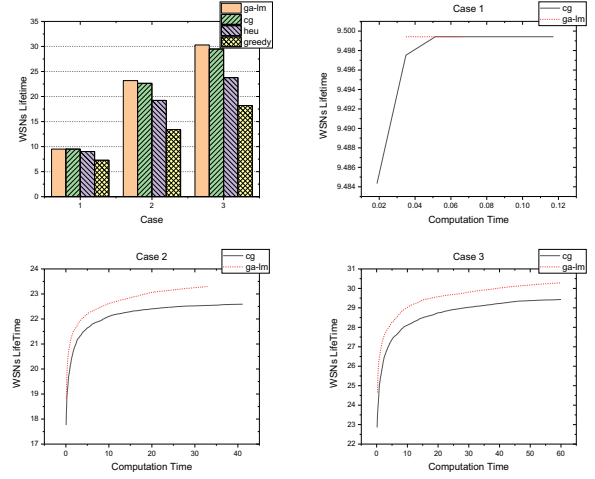 ga-lm
cg
heu
greedy
35
30
25
20
15
10
5
0
WSNs Lifetime
1
2
3
Case
Case 1
cg
ga-lm
9.500
9.498
9.496
9.494
9.492
9.490
9.488
9.486
9.484
WSNs Lifetime
0.02
0.04
0.06
0.08
0.10
0.12
Computation Time
Case 2
cg
ga-lm
24
23
22
21
20
19
18
17
WSNs LifeTime
0
10
20
30
40
Computation Time
Case 3
cg
ga-lm
31
30
29
28
27
26
25
24
23
22
WSNs LifeTime
0
10
20
30
40
50
60
Computation Time